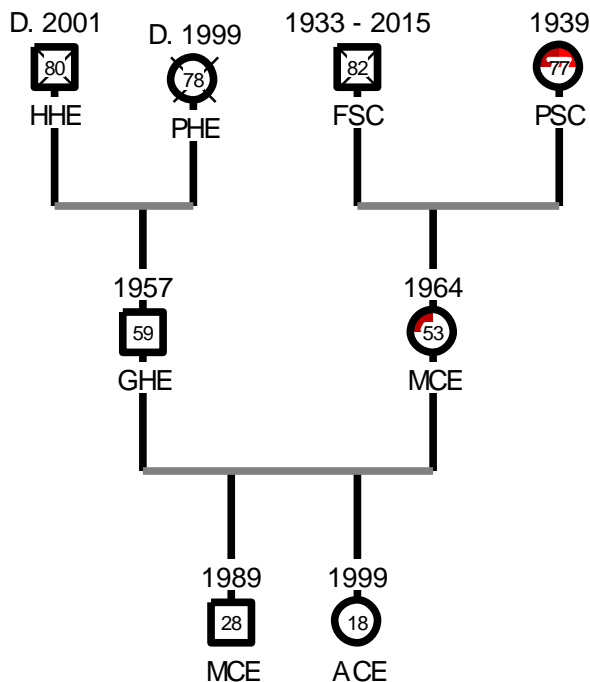 D. 2001
80
HHE
D. 1999
78
PHE
1933 - 2015
82
FSC
1939
77
PSC
1957
59
GHE
1964
53
MCE
1989
28
MCE
1999
18
ACE